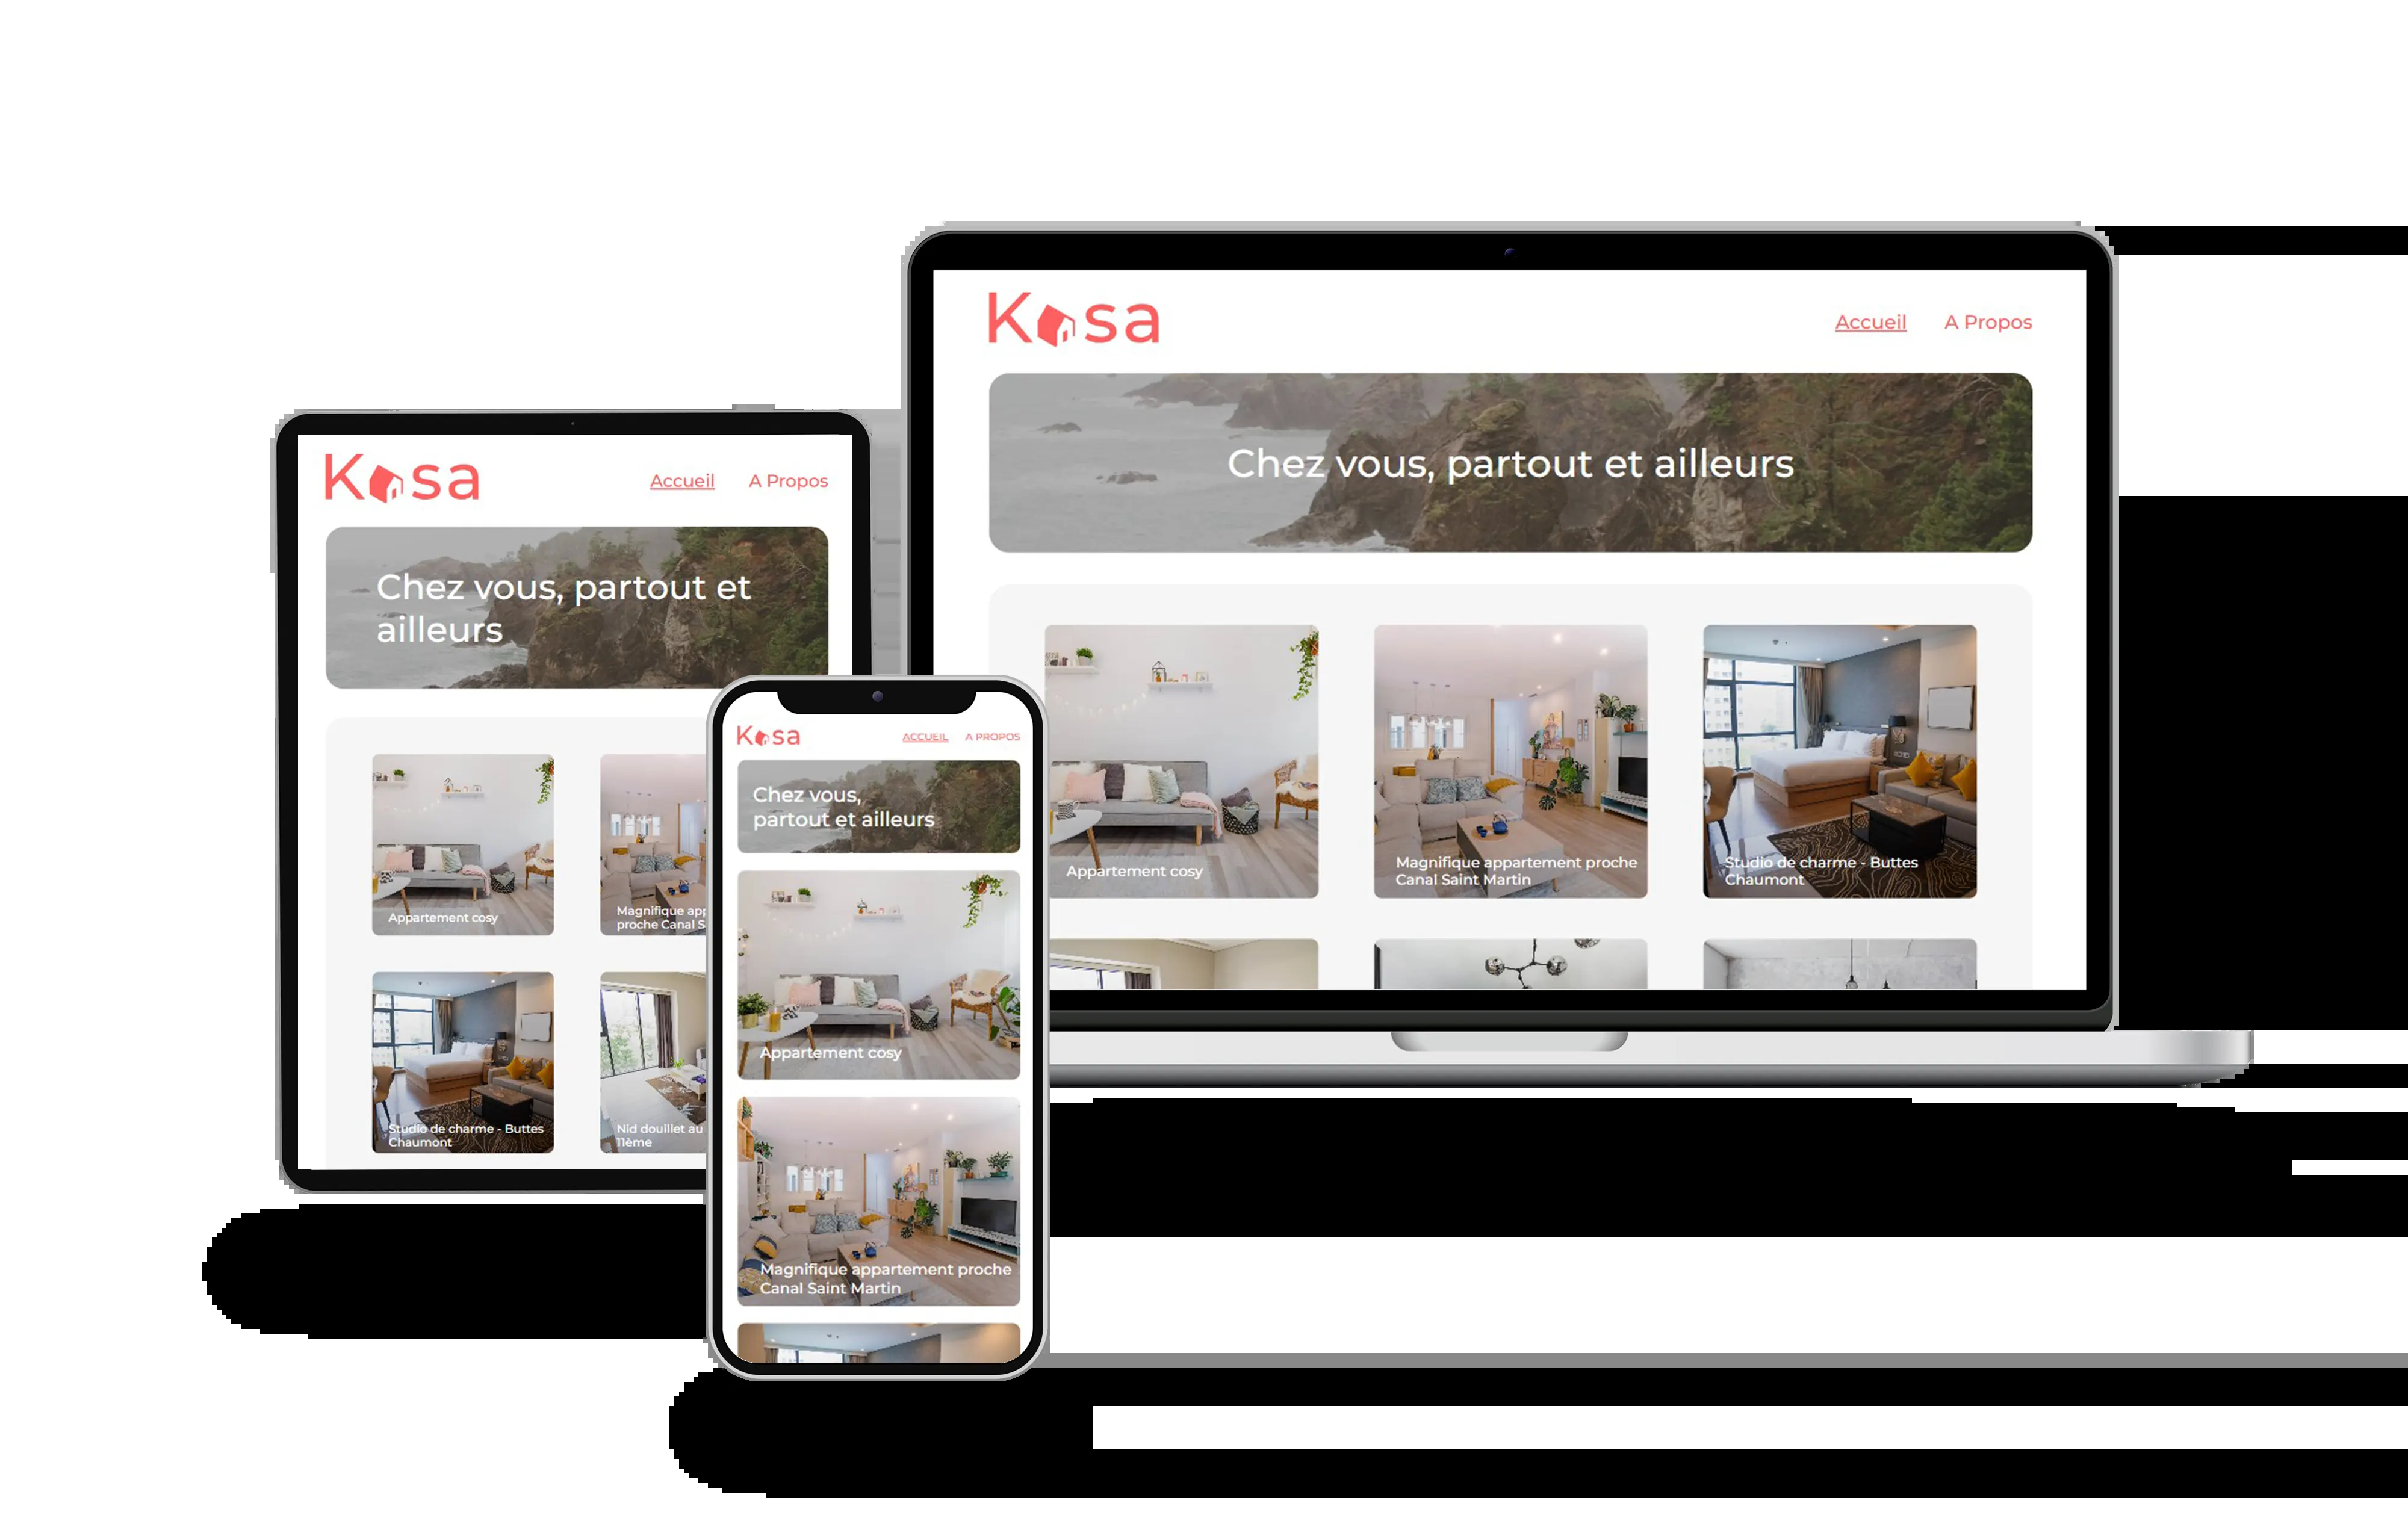 Kasa
Accueil A Propos
Chez vous, partout et ailleurs
Appartement cosy
Magnifique appartement proche
Canal Saint Martin
Studio de charme - Buttes
Chaumont
Kasa
Accueil A Propos
Chez vous, partout et
ailleurs
Appartement cosy
Magnifique app
proche Canal S
Studio de charme - Buttes
Chaumont
Nid douillet au
11ème
Kasa
ACCUEIL A PROPOS
Chez vous,
partout et ailleurs
Appartement cosy
Magnifique appartement proche
Canal Saint Martin